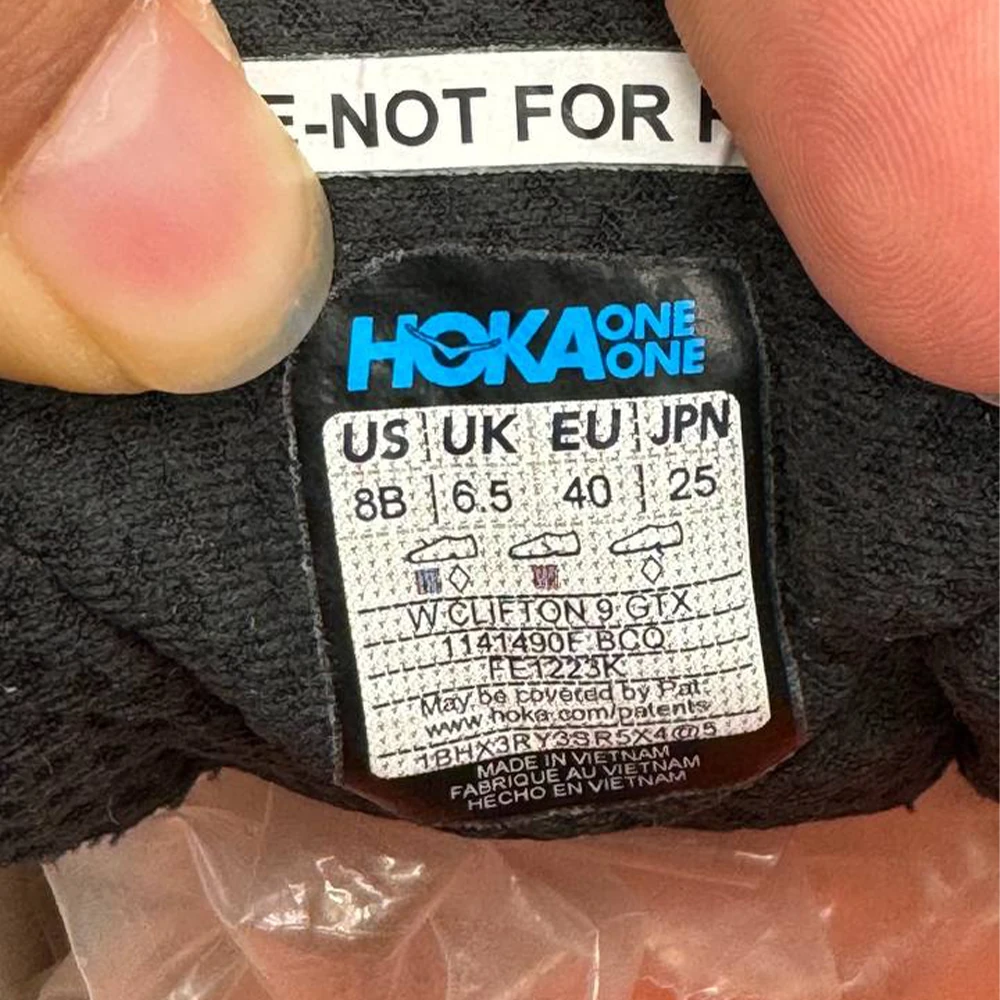 E-NOT FOR R
HOKA ONE ONE
US UK EU JPN
8B 6.5 40 25
W CLIFTON 9 GTX
1141490F BCQ
FE1223K
May be covered by Pat.
www.hoka.com/patents
1BHX3RY3SR5X4@5
MADE IN VIETNAM
FABRIQUE AU VIETNAM
HECHO EN VIETNAM